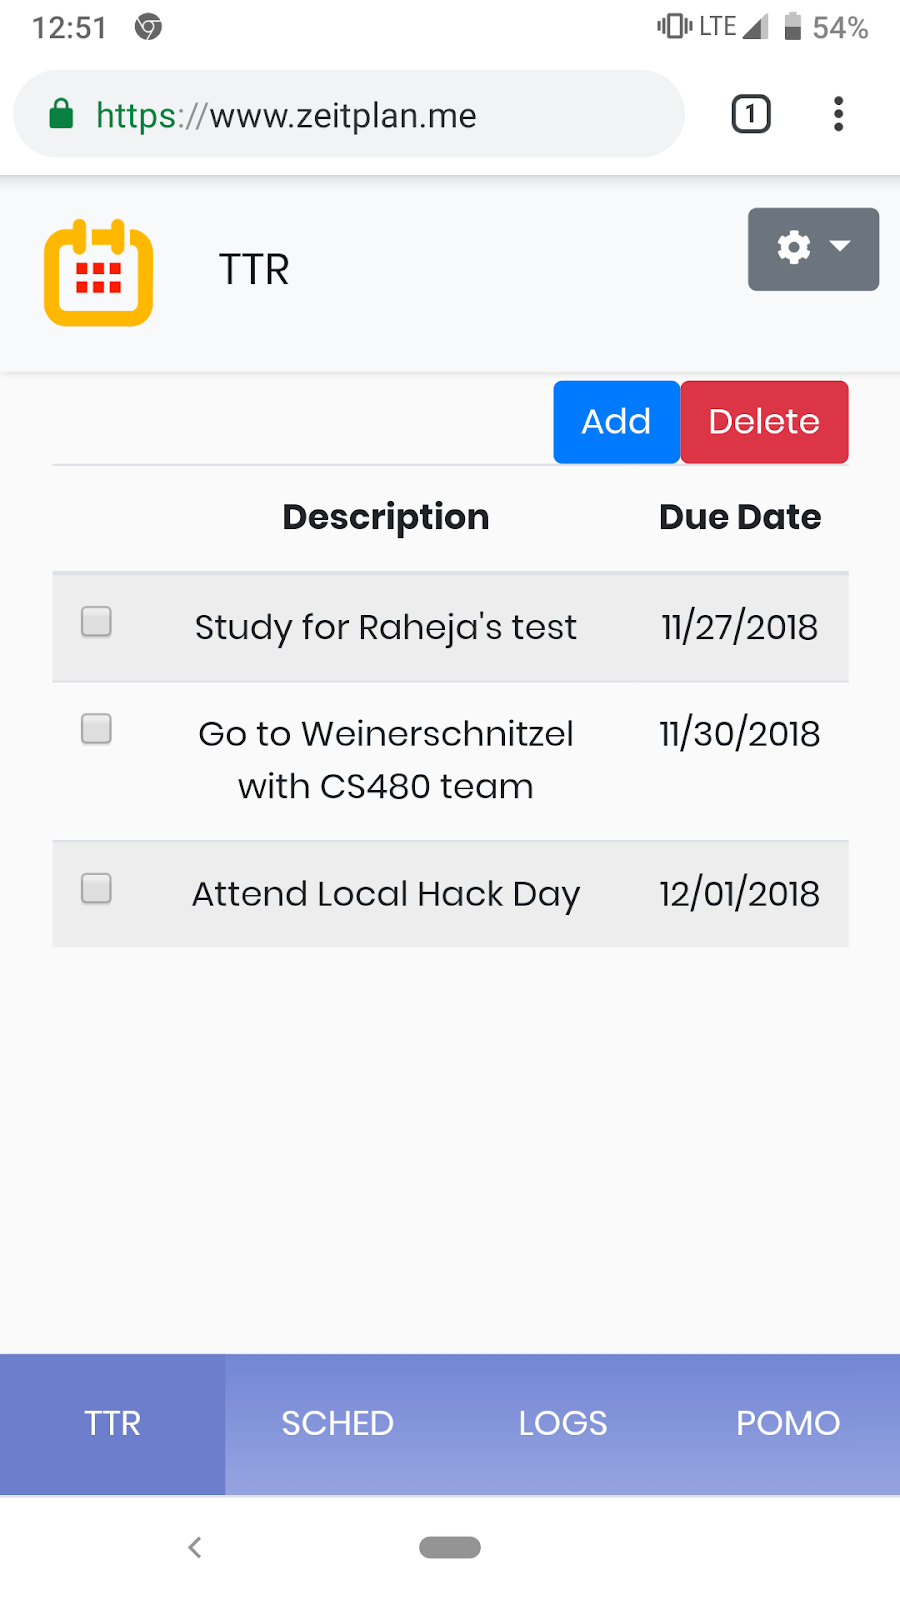 12:51 LTE 54%
https://www.zeitplan.me 1
TTR
Add Delete
Description Due Date
Study for Raheja's test 11/27/2018
Go to Weinerschnitzel 11/30/2018
with CS480 team
Attend Local Hack Day 12/01/2018
TTR SCHED LOGS POMO